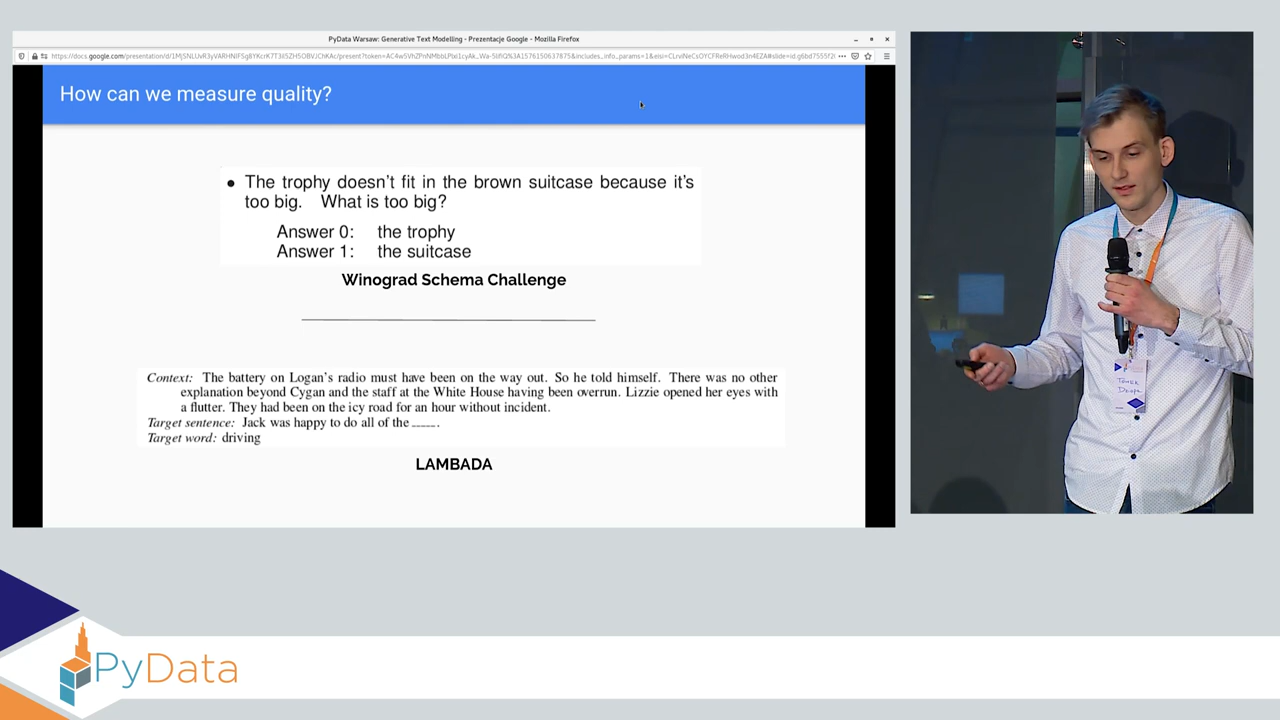 PyData Warsaw: Generative Text Modelling - Prezentacje Google - Mozilla Firefox
How can we measure quality?
• The trophy doesn't fit in the brown suitcase because it's
too big. What is too big?
Answer 0: the trophy
Answer 1: the suitcase
Winograd Schema Challenge
Context: The battery on Logan's radio must have been on the way out. So he told himself. There was no other
explanation beyond Cygan and the staff at the White House having been overrun. Lizzie opened her eyes with
a flutter. They had been on the icy road for an hour without incident.
Target sentence: Jack was happy to do all of the _____.
Target word: driving
LAMBADA
PyData